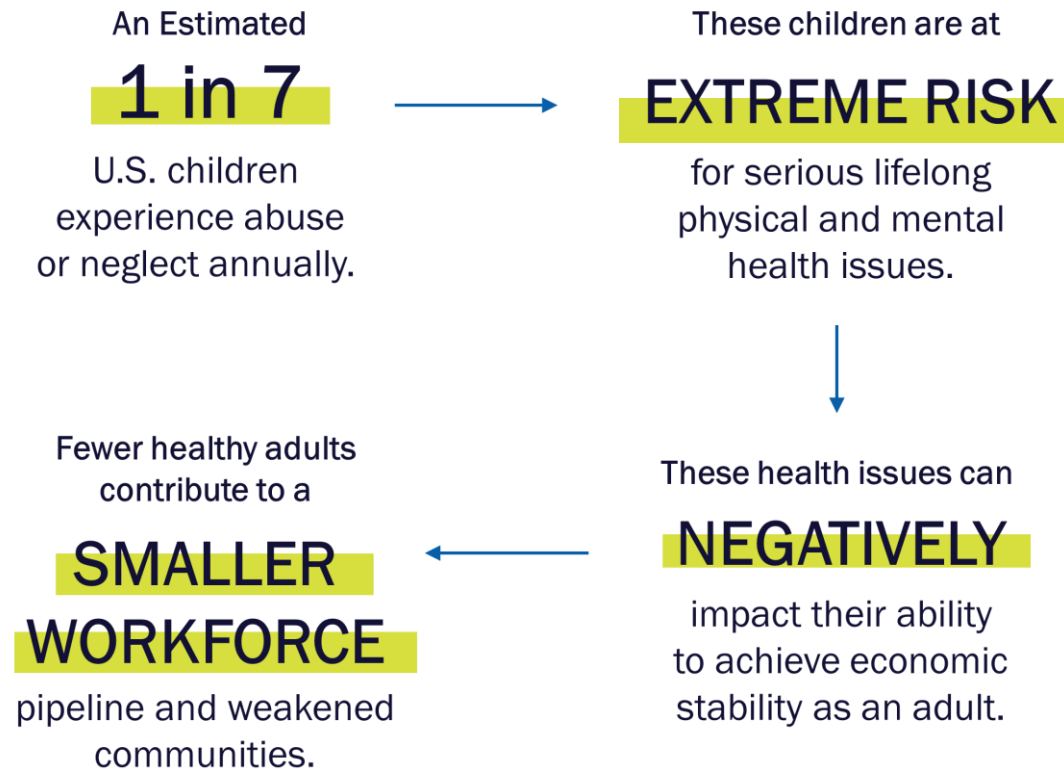 An Estimated
1 in 7
U.S. children
experience abuse
or neglect annually.
These children are at
EXTREME RISK
for serious lifelong
physical and mental
health issues.
These health issues can
NEGATIVELY
impact their ability
to achieve economic
stability as an adult.
Fewer healthy adults
contribute to a
SMALLER
WORKFORCE
pipeline and weakened
communities.